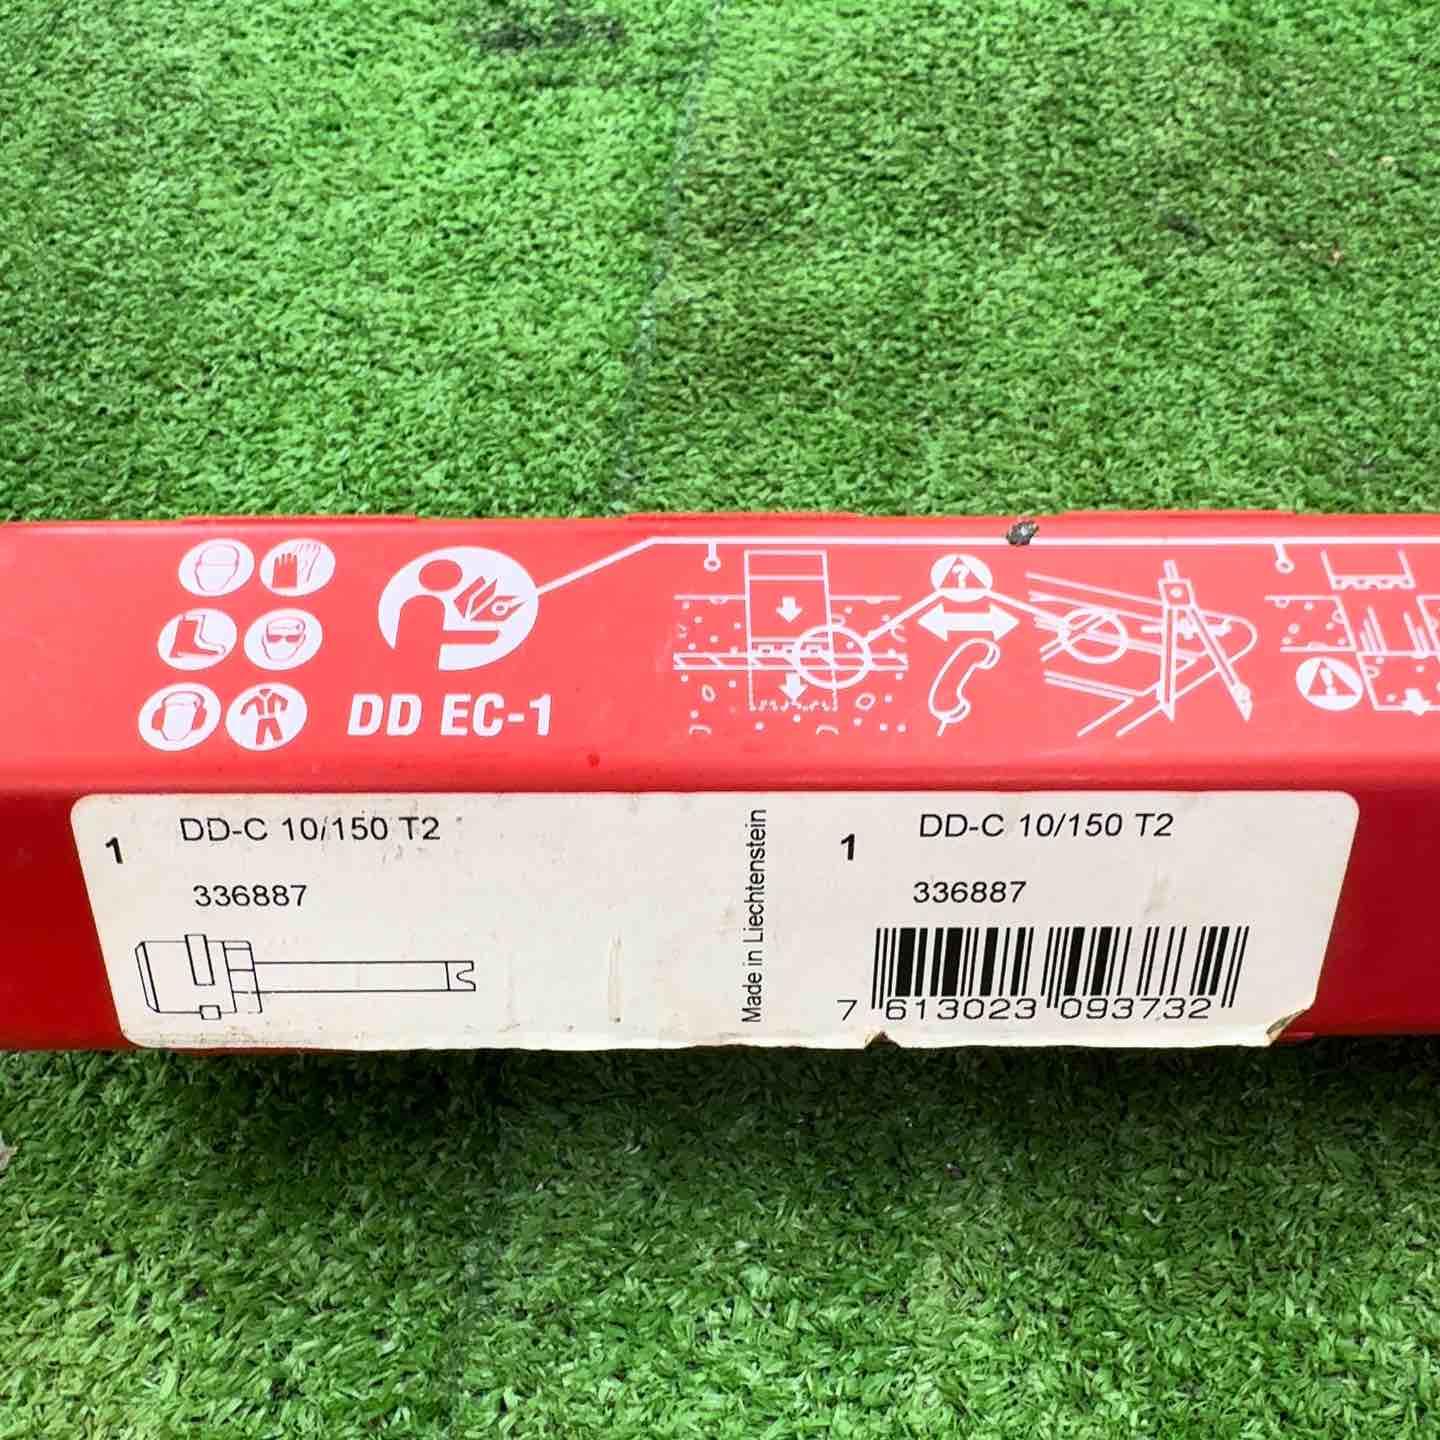 DD EC-1
1 DD-C 10/150 T2
336887
Made in Liechtenstein
1 DD-C 10/150 T2
336887
7 613023 093732